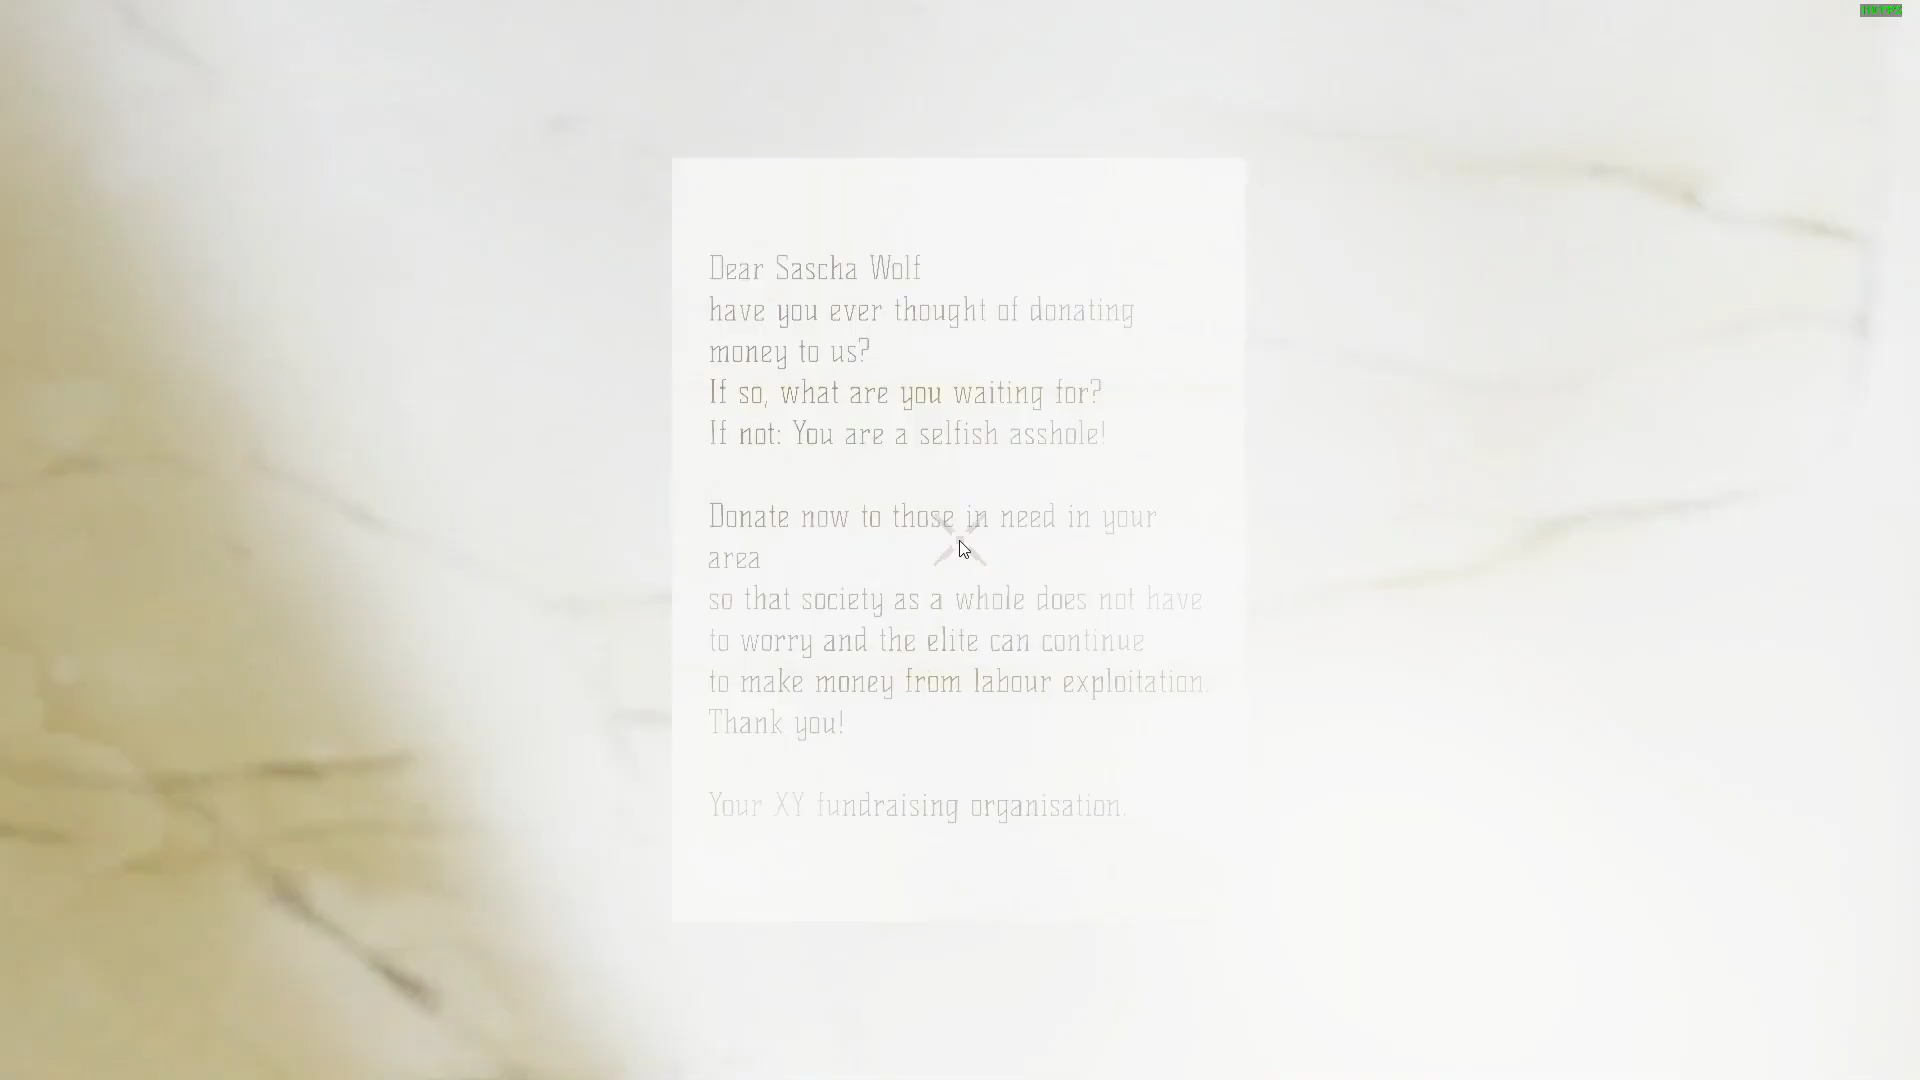 Dear Sascha Wolf
have you ever thought of donating
money to us?
If so, what are you waiting for?
If not: You are a selfish asshole!
Donate now to those in need in your
area
so that society as a whole does not have
to worry and the elite can continue
to make money from labour exploitation.
Thank you!
Your XY fundraising organisation.